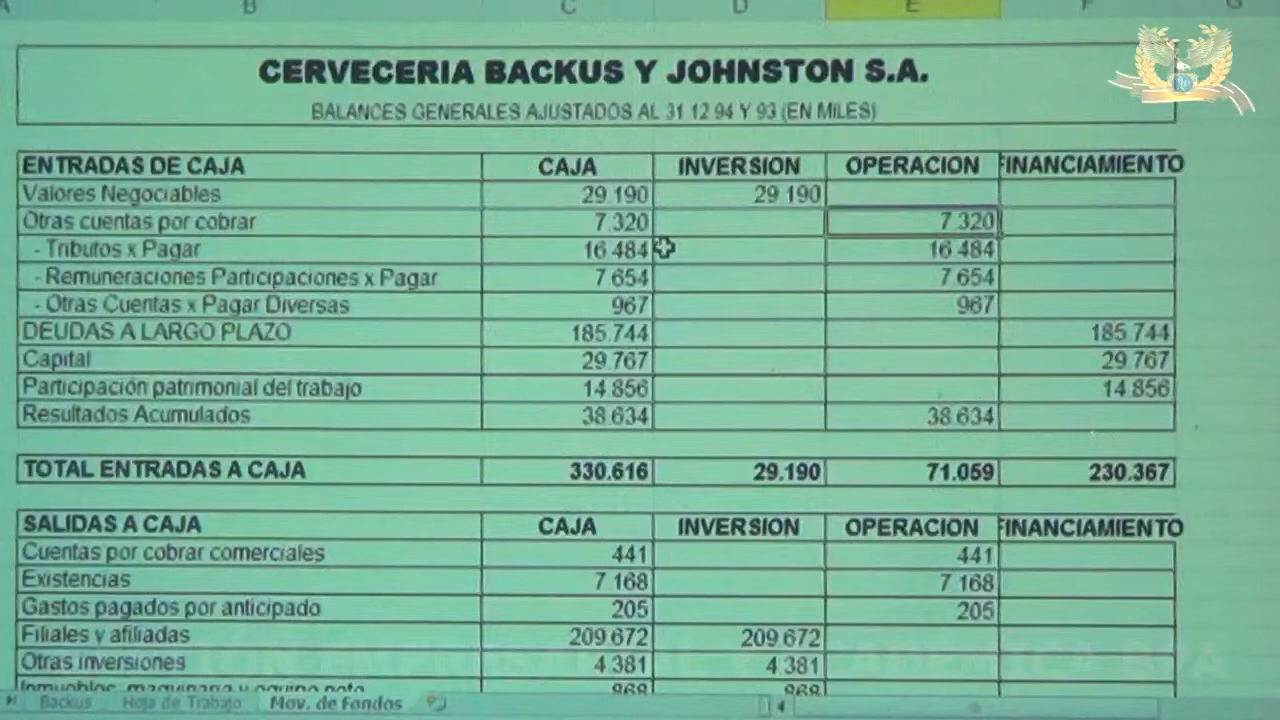 A B C D E F G
CERVECERIA BACKUS Y JOHNSTON S.A.
BALANCES GENERALES AJUSTADOS AL 31 12 94 Y 93 (EN MILES)
ENTRADAS DE CAJA CAJA INVERSION OPERACION FINANCIAMIENTO
Valores Negociables 29 190 29 190
Otras cuentas por cobrar 7 320 7 320
- Tributos x Pagar 16 484 16 484
- Remuneraciones Participaciones x Pagar 7 654 7 654
- Otras Cuentas x Pagar Diversas 967 967
DEUDAS A LARGO PLAZO 185 744 185 744
Capital 29 767 29 767
Participación patrimonial del trabajo 14 856 14 856
Resultados Acumulados 38 634 38 634
TOTAL ENTRADAS A CAJA 330.616 29.190 71.059 230.367
SALIDAS A CAJA CAJA INVERSION OPERACION FINANCIAMIENTO
Cuentas por cobrar comerciales 441 441
Existencias 7 168 7 168
Gastos pagados por anticipado 205 205
Filiales y afiliadas 209 672 209 672
Otras inversiones 4 381 4 381
Inmuebles, maquinaria y equipo neto 868 868
Backus Hoja de Trabajo Mov. de Fondos